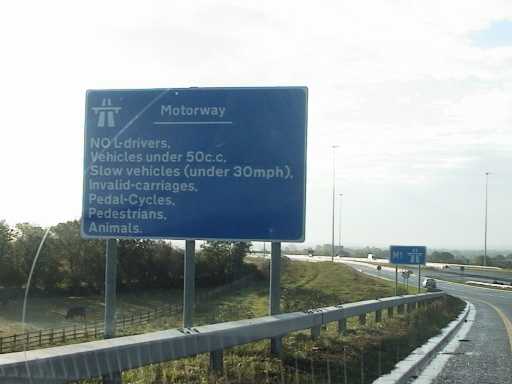 Motorway
NO L-drivers,
Vehicles under 50c.c,
Slow vehicles (under 30mph),
Invalid-carriages,
Pedal-Cycles,
Pedestrians,
Animals.
M1